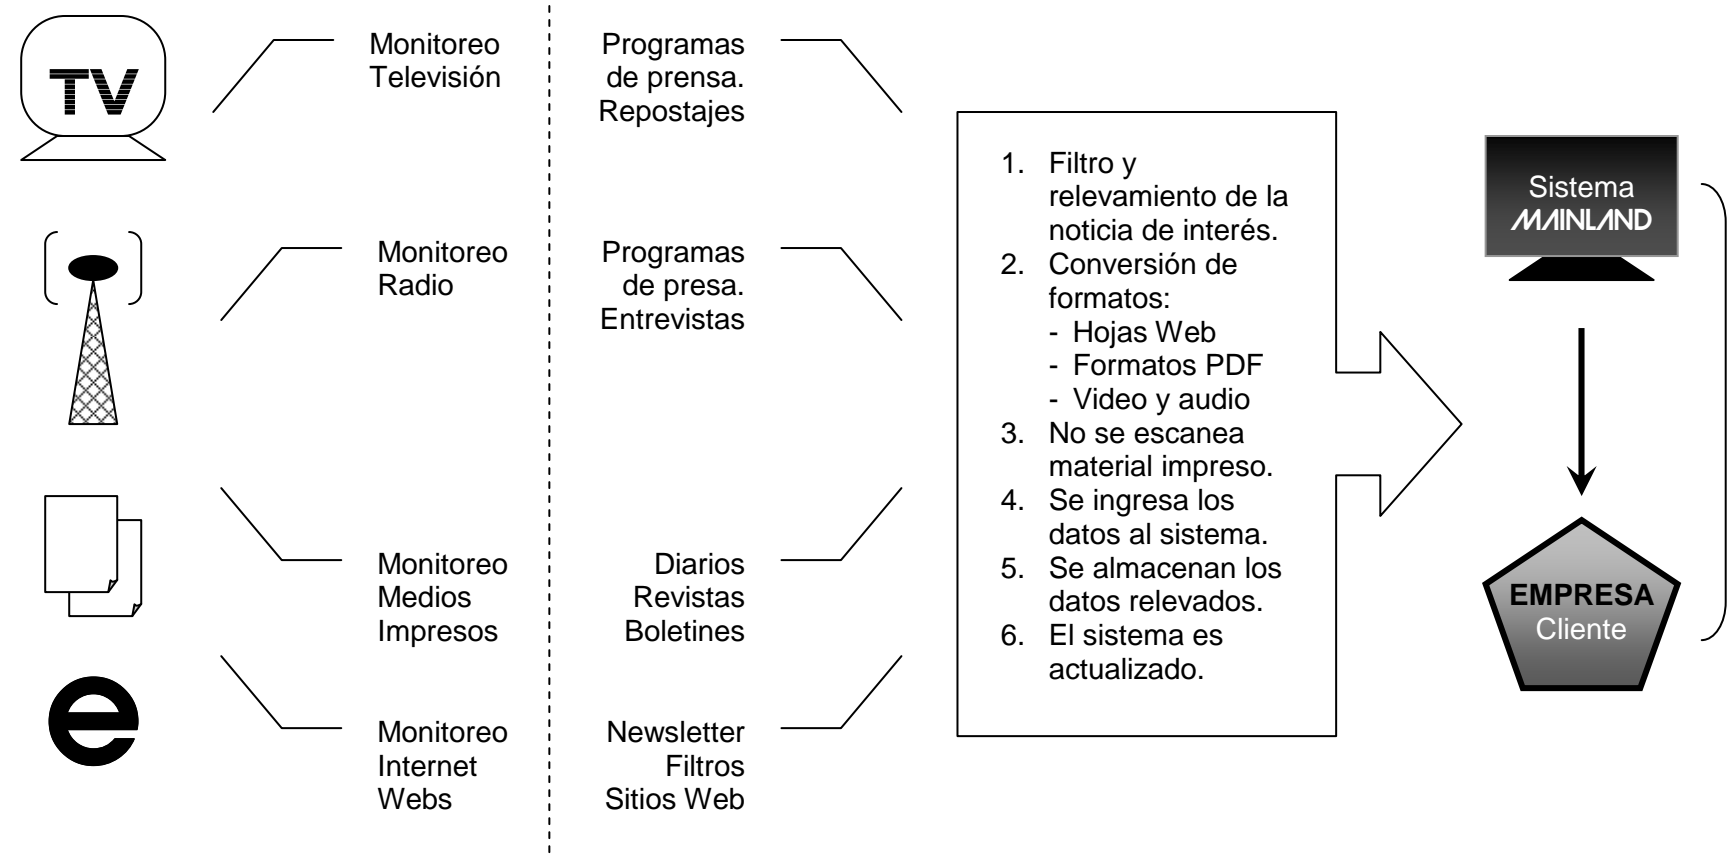 TV
Monitoreo
Televisión
Programas
de prensa.
Repostajes
Monitoreo
Radio
Programas
de presa.
Entrevistas
Monitoreo
Medios
Impresos
Diarios
Revistas
Boletines
e
Monitoreo
Internet
Webs
Newsletter
Filtros
Sitios Web
1. Filtro y
relevamiento de la
noticia de interés.
2. Conversión de
formatos:
- Hojas Web
- Formatos PDF
- Video y audio
3. No se escanea
material impreso.
4. Se ingresa los
datos al sistema.
5. Se almacenan los
datos relevados.
6. El sistema es
actualizado.
Sistema
MAINLAND
EMPRESA
Cliente